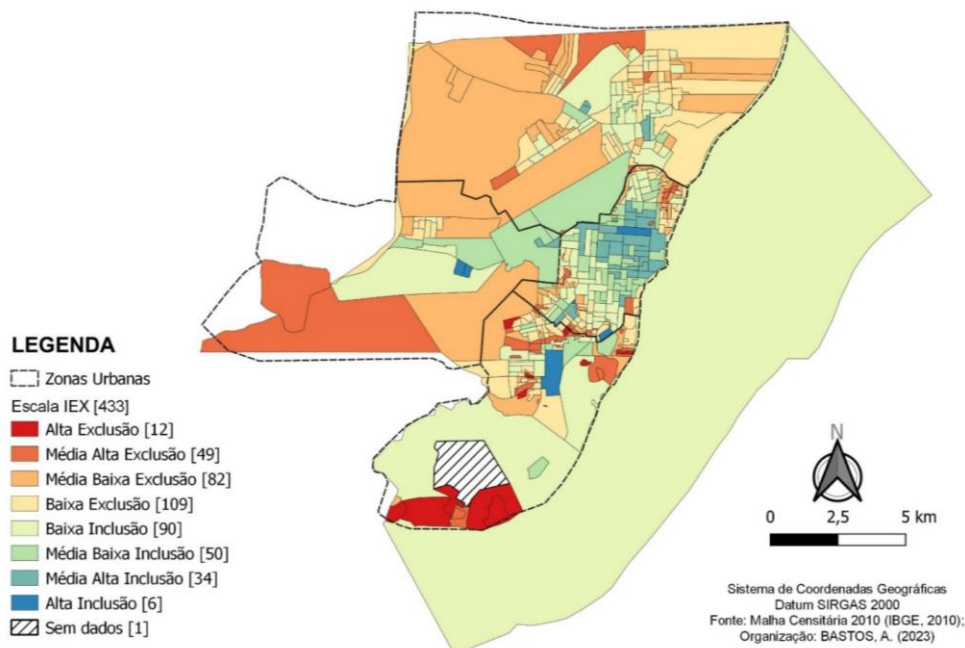 LEGENDA
Zonas Urbanas
Escala IEX [433]
Alta Exclusão [12]
Média Alta Exclusão [49]
Média Baixa Exclusão [82]
Baixa Exclusão [109]
Baixa Inclusão [90]
Média Baixa Inclusão [50]
Média Alta Inclusão [34]
Alta Inclusão [6]
Sem dados [1]
N
0 2,5 5 km
Sistema de Coordenadas Geográficas
Datum SIRGAS 2000
Fonte: Malha Censitária 2010 (IBGE, 2010);
Organização: BASTOS, A. (2023)